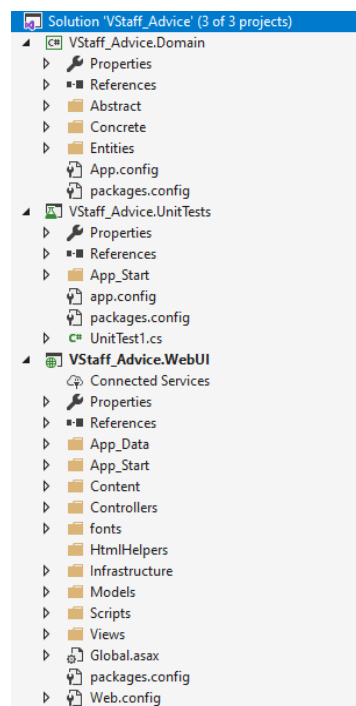 Solution 'VStaff_Advice' (3 of 3 projects)
C# VStaff_Advice.Domain
Properties
References
Abstract
Concrete
Entities
App.config
packages.config
VStaff_Advice.UnitTests
Properties
References
App_Start
app.config
packages.config
C# UnitTest1.cs
VStaff_Advice.WebUI
Connected Services
Properties
References
App_Data
App_Start
Content
Controllers
fonts
HtmlHelpers
Infrastructure
Models
Scripts
Views
Global.asax
packages.config
Web.config